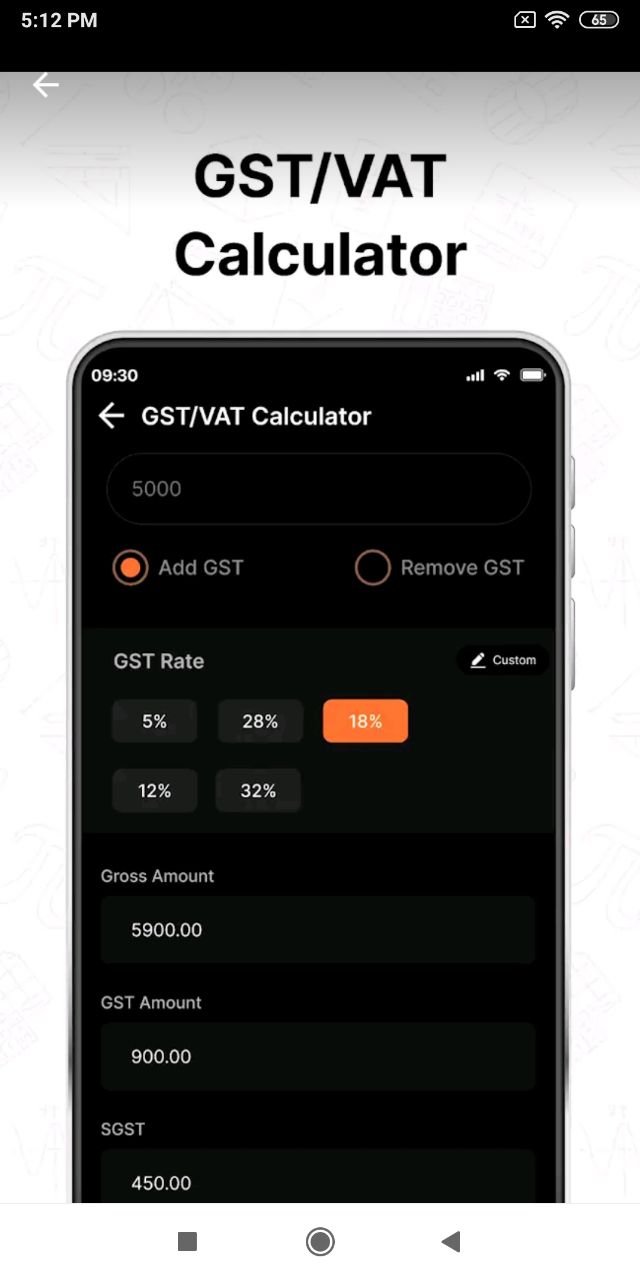 5:12 PM
65
GST/VAT
Calculator
09:30
GST/VAT Calculator
5000
Add GST
Remove GST
GST Rate
Custom
5%
28%
18%
12%
32%
Gross Amount
5900.00
GST Amount
900.00
SGST
450.00